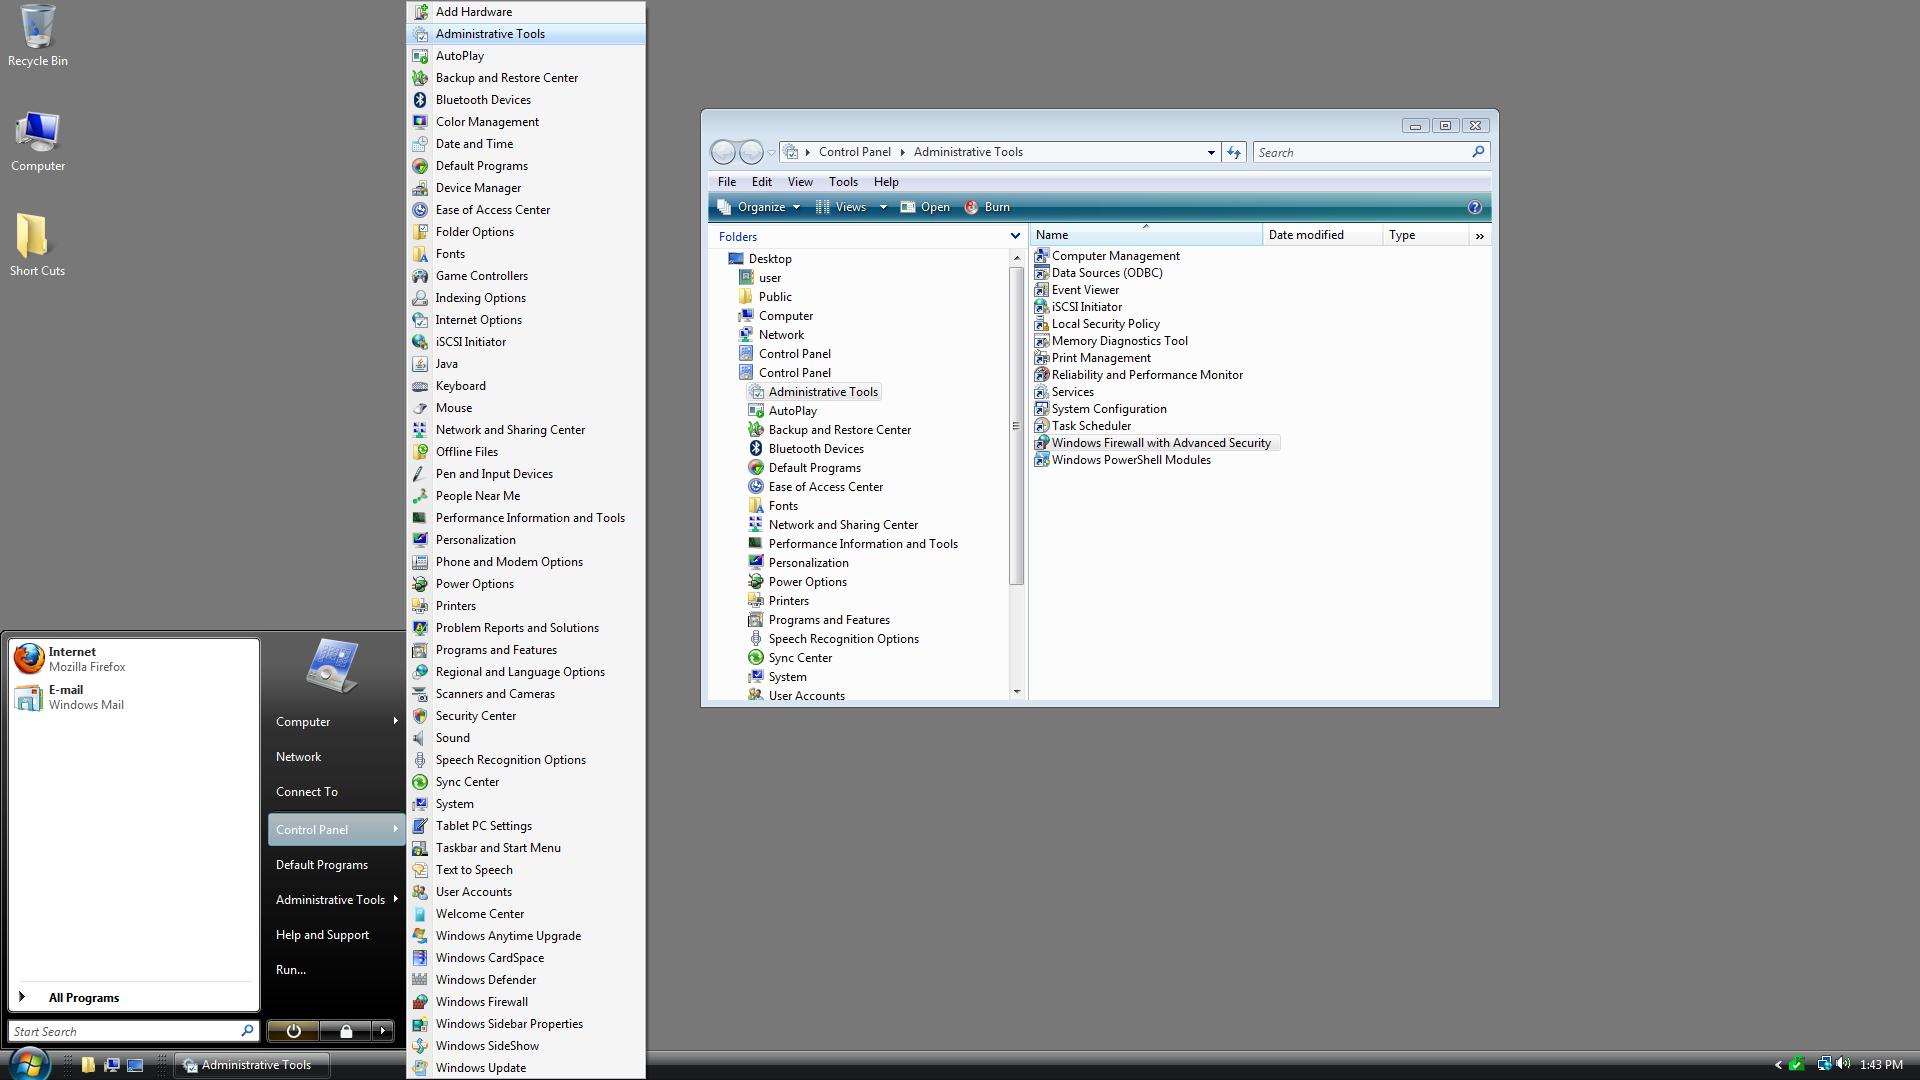 Recycle Bin
Computer
Short Cuts
Add Hardware
Administrative Tools
AutoPlay
Backup and Restore Center
Bluetooth Devices
Color Management
Date and Time
Default Programs
Device Manager
Ease of Access Center
Folder Options
Fonts
Game Controllers
Indexing Options
Internet Options
iSCSI Initiator
Java
Keyboard
Mouse
Network and Sharing Center
Offline Files
Pen and Input Devices
People Near Me
Performance Information and Tools
Personalization
Phone and Modem Options
Power Options
Printers
Problem Reports and Solutions
Programs and Features
Regional and Language Options
Scanners and Cameras
Security Center
Sound
Speech Recognition Options
Sync Center
System
Tablet PC Settings
Taskbar and Start Menu
Text to Speech
User Accounts
Welcome Center
Windows Anytime Upgrade
Windows CardSpace
Windows Defender
Windows Firewall
Windows Sidebar Properties
Windows SideShow
Windows Update
Control Panel Administrative Tools
Search
File Edit View Tools Help
Organize Views Open Burn
Folders
Desktop
user
Public
Computer
Network
Control Panel
Control Panel
Administrative Tools
AutoPlay
Backup and Restore Center
Bluetooth Devices
Default Programs
Ease of Access Center
Fonts
Network and Sharing Center
Performance Information and Tools
Personalization
Power Options
Printers
Programs and Features
Speech Recognition Options
Sync Center
System
User Accounts
Name Date modified Type
Computer Management
Data Sources (ODBC)
Event Viewer
iSCSI Initiator
Local Security Policy
Memory Diagnostics Tool
Print Management
Reliability and Performance Monitor
Services
System Configuration
Task Scheduler
Windows Firewall with Advanced Security
Windows PowerShell Modules
Internet
Mozilla Firefox
E-mail
Windows Mail
All Programs
Start Search
Computer
Network
Connect To
Control Panel
Default Programs
Administrative Tools
Help and Support
Run...
Administrative Tools
1:43 PM